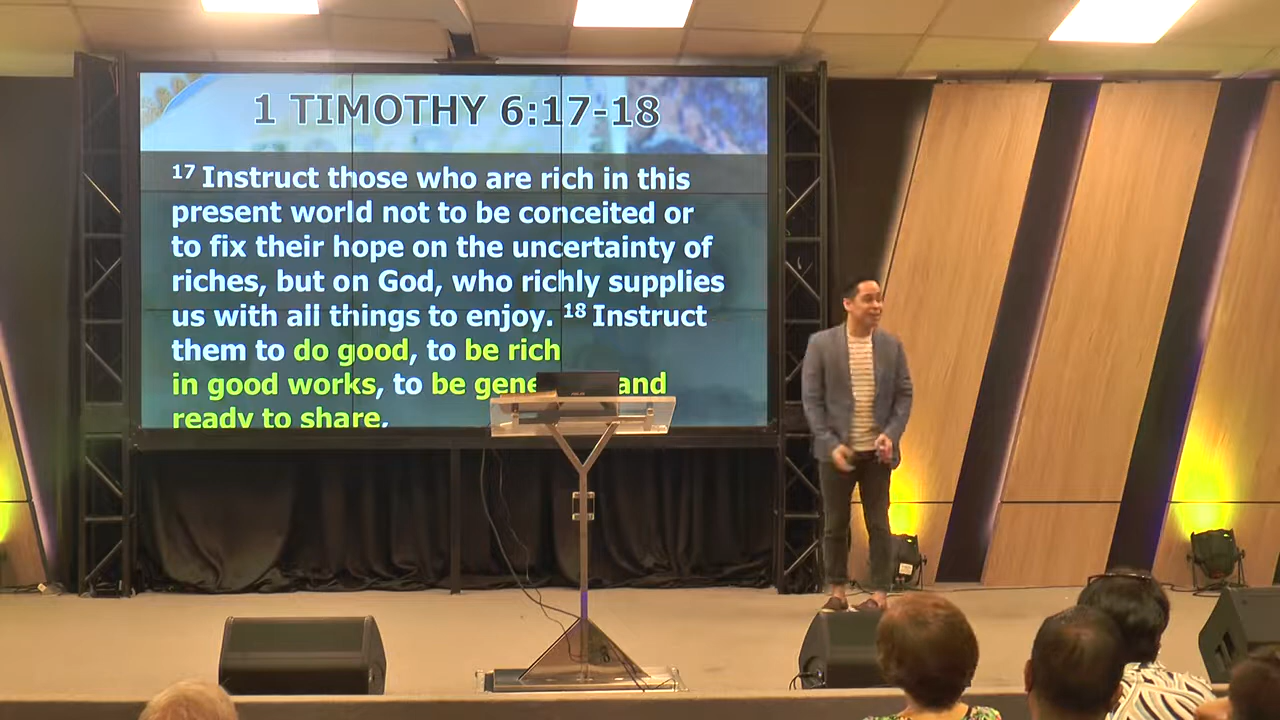 1 TIMOTHY 6:17-18
17 Instruct those who are rich in this
present world not to be conceited or
to fix their hope on the uncertainty of
riches, but on God, who richly supplies
us with all things to enjoy. 18 Instruct
them to do good, to be rich
in good works, to be and
ready to share,